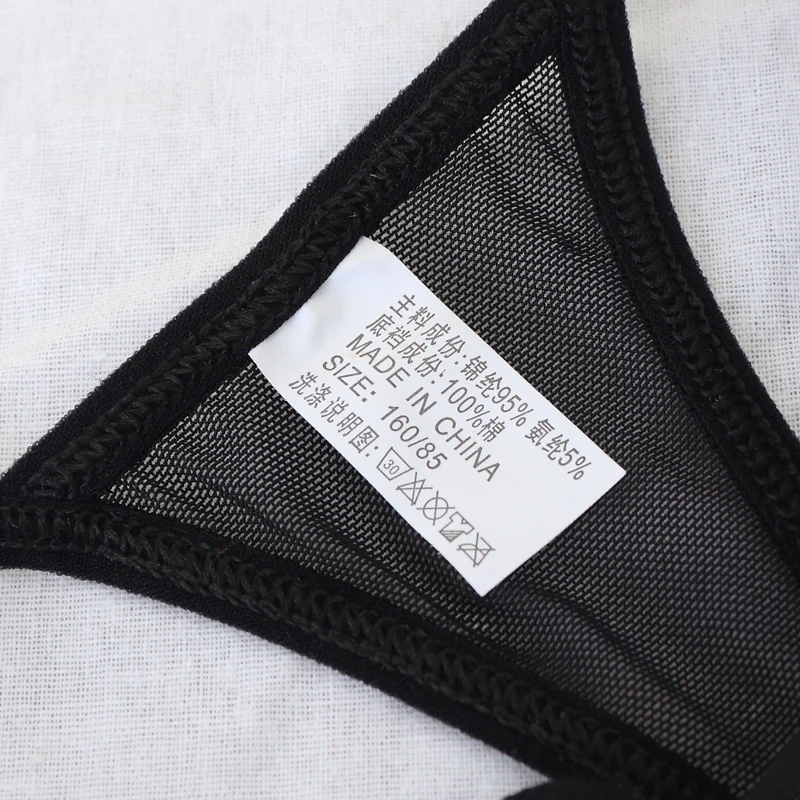 主料成份:锦纶95% 氨纶5%
底裆成份:100%棉
MADE IN CHINA
SIZE: 160/85
洗涤说明图:
30